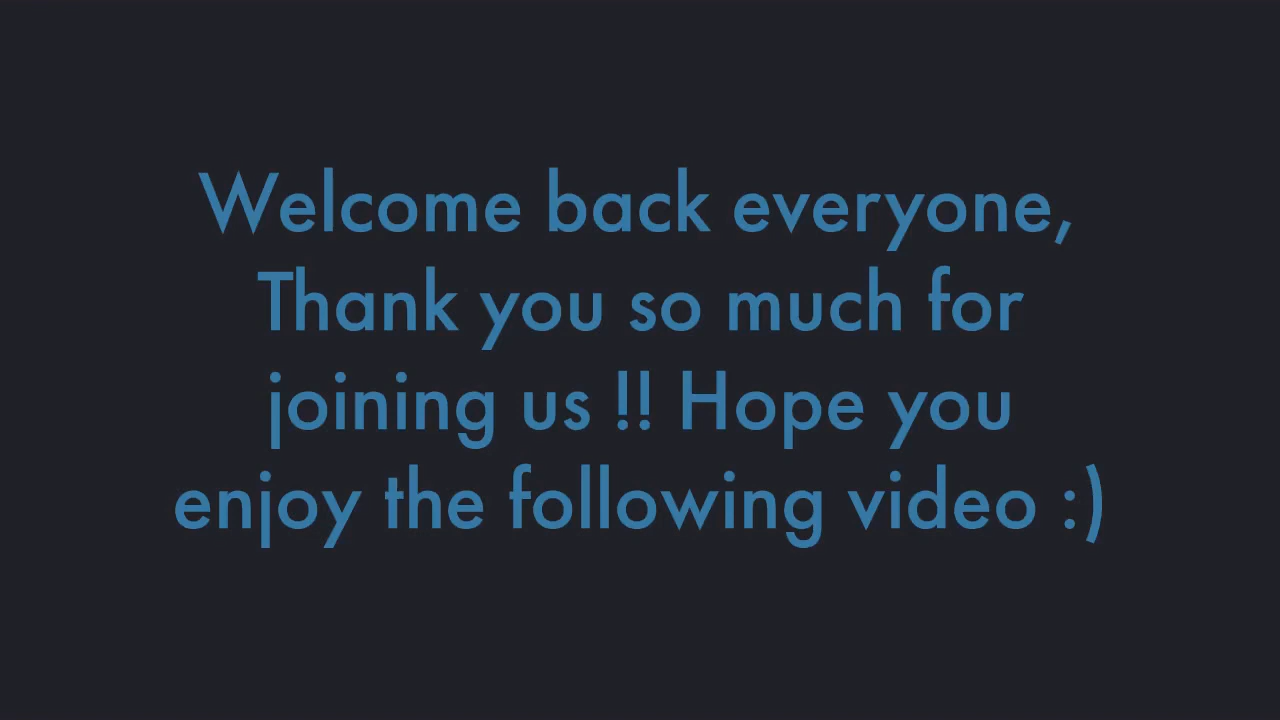 Welcome back everyone,
Thank you so much for
joining us !! Hope you
enjoy the following video :)